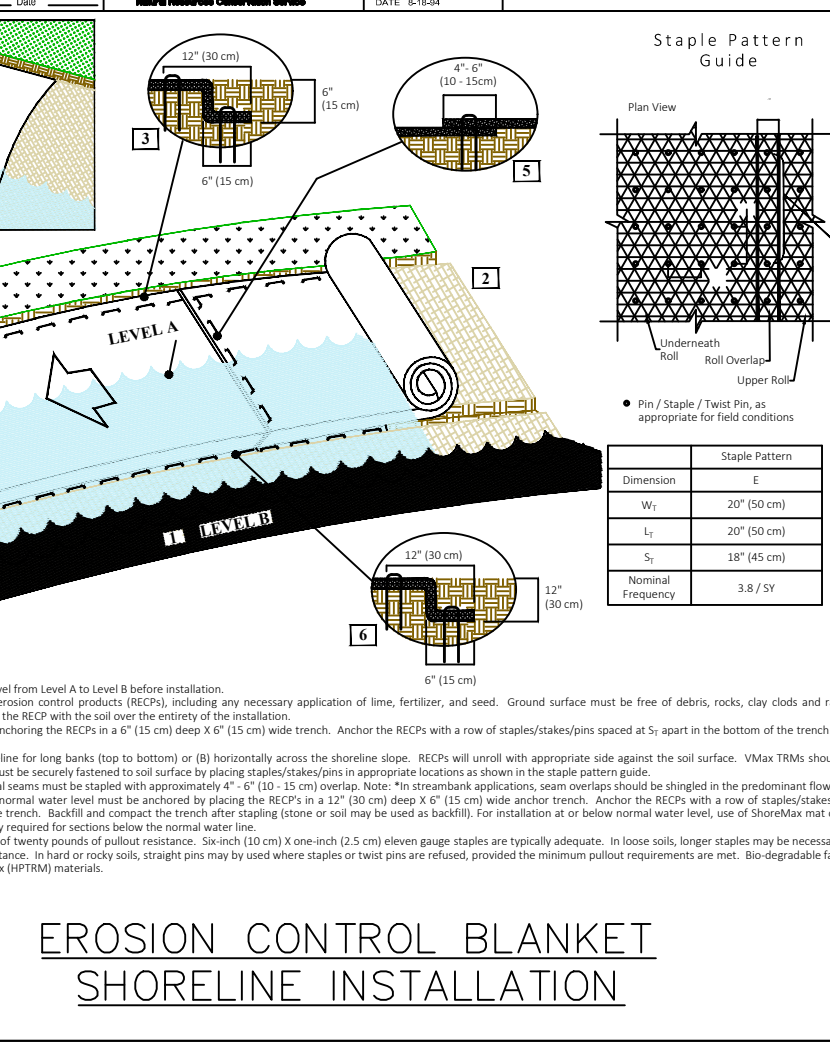 Date
Natural Resources Conservation Service
DATE 8-18-94
Staple Pattern
Guide
12" (30 cm)
6"
(15 cm)
3
6" (15 cm)
4"- 6"
(10 - 15cm)
5
Plan View
2
LEVEL A
Underneath
Roll
Roll Overlap
Upper Roll
Pin / Staple / Twist Pin, as
appropriate for field conditions
Staple Pattern
Dimension E
WT 20" (50 cm)
LT 20" (50 cm)
ST 18" (45 cm)
Nominal
Frequency
3.8 / SY
1 LEVEL B
12" (30 cm)
12"
(30 cm)
6
6" (15 cm)
from Level A to Level B before installation.
erosion control products (RECPs), including any necessary application of lime, fertilizer, and seed. Ground surface must be free of debris, rocks, clay clods and
the RECP with the soil over the entirety of the installation.
nchoring the RECPs in a 6" (15 cm) deep X 6" (15 cm) wide trench. Anchor the RECPs with a row of staples/stakes/pins spaced at ST apart in the bottom of the trench
line for long banks (top to bottom) or (B) horizontally across the shoreline slope. RECPs will unroll with appropriate side against the soil surface. VMax TRMs shou
ust be securely fastened to soil surface by placing staples/stakes/pins in appropriate locations as shown in the staple pattern guide.
al seams must be stapled with approximately 4" - 6" (10 - 15 cm) overlap. Note: *In streambank applications, seam overlaps should be shingled in the predominant flow
normal water level must be anchored by placing the RECP's in a 12" (30 cm) deep X 6" (15 cm) wide anchor trench. Anchor the RECPs with a row of staples/stakes
e trench. Backfill and compact the trench after stapling (stone or soil may be used as backfill). For installation at or below normal water level, use of ShoreMax mat
y required for sections below the normal water line.
of twenty pounds of pullout resistance. Six-inch (10 cm) X one-inch (2.5 cm) eleven gauge staples are typically adequate. In loose soils, longer staples may be necessa
tance. In hard or rocky soils, straight pins may by used where staples or twist pins are refused, provided the minimum pullout requirements are met. Bio-degradable fa
x (HPTRM) materials.
EROSION CONTROL BLANKET
SHORELINE INSTALLATION